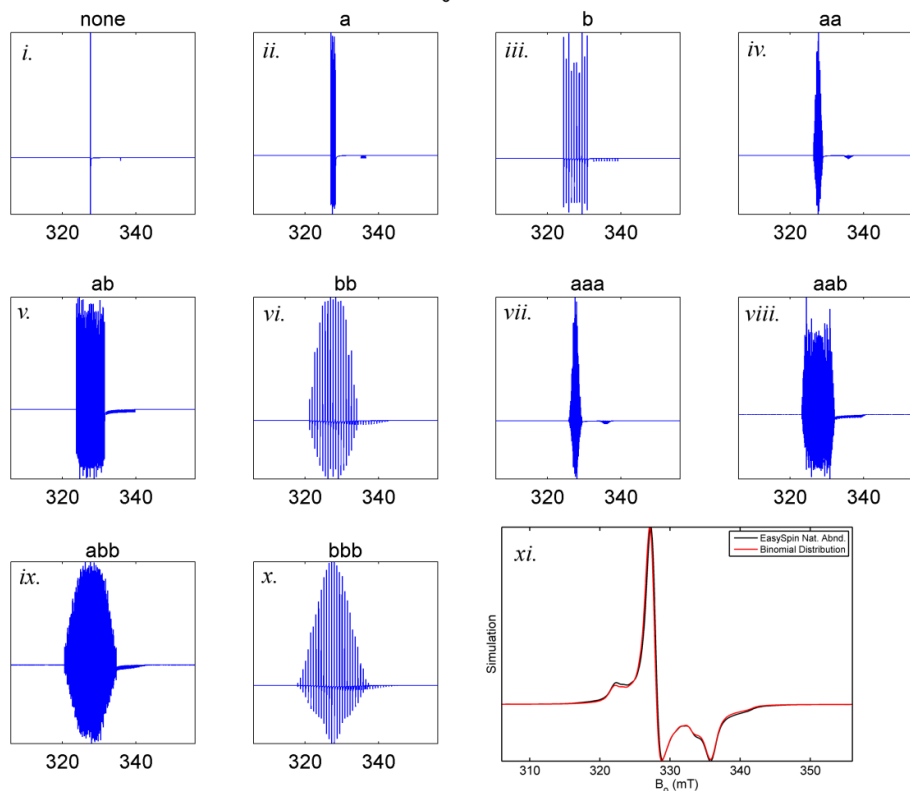 none
a
b
aa
i.
ii.
iii.
iv.
320 340
320 340
320 340
320 340
ab
bb
aaa
aab
v.
vi.
vii.
viii.
320 340
320 340
320 340
320 340
abb
bbb
ix.
x.
xi.
EasySpin Nat. Abnd.
Binomial Distribution
Simulation
320 340
320 340
310 320 330 340 350
B₀ (mT)